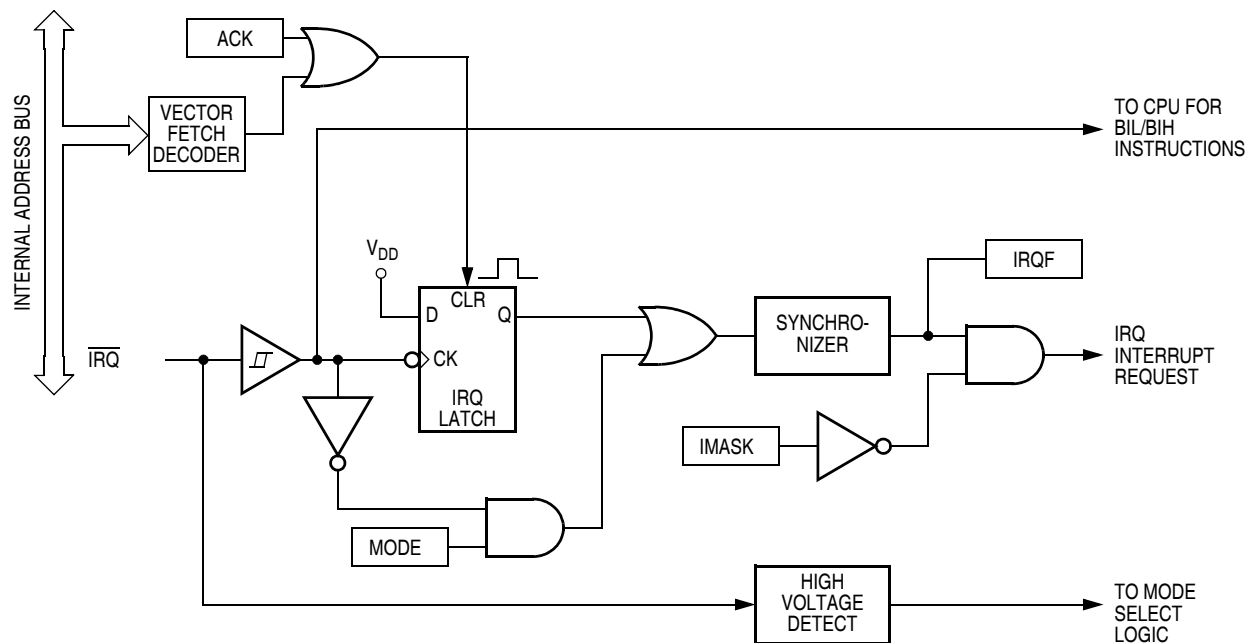 INTERNAL ADDRESS BUS
ACK
VECTOR
FETCH
DECODER
TO CPU FOR
BIL/BIH
INSTRUCTIONS
VDD
CLR
D
Q
CK
IRQ
LATCH
IRQ
SYNCHRO-
NIZER
IRQF
IRQ
INTERRUPT
REQUEST
IMASK
MODE
HIGH
VOLTAGE
DETECT
TO MODE
SELECT
LOGIC